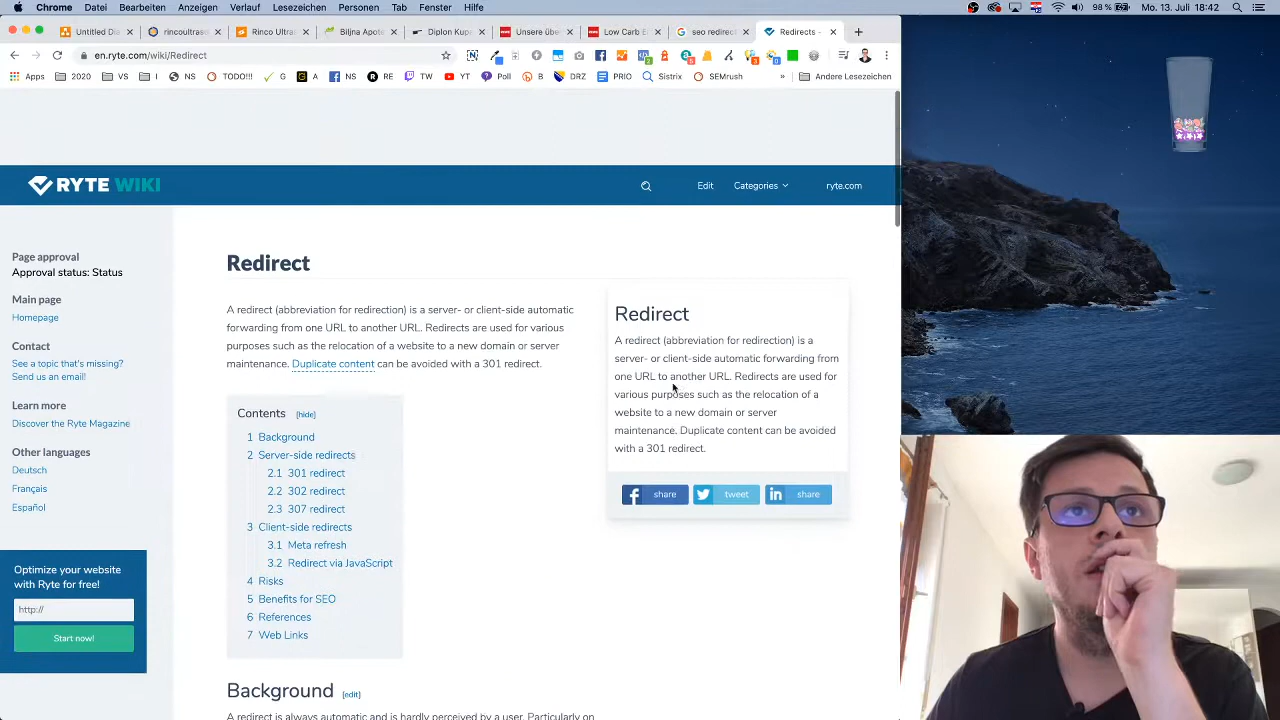 Chrome Datei Bearbeiten Anzeigen Verlauf Lesezeichen Personen Tab Fenster Hilfe
98 % Mo. 13. Juli 18:42
Untitled Dia
rincoultras
Rinco Ultras
Biljna Apote
Diplon Kupe
Unsere übe
Low Carb E
seo redirect
Redirects -
en.ryte.com/wiki/Redirect
Apps 2020 VS I NS TODO!!! G A NS RE TW YT Poll B DRZ PRIO Sistrix SEMrush » Andere Lesezeichen
RYTE WIKI
Edit Categories ryte.com
Page approval
Approval status: Status
Main page
Homepage
Contact
See a topic that's missing?
Send us an email!
Learn more
Discover the Ryte Magazine
Other languages
Deutsch
Français
Español
Optimize your website
with Ryte for free!
http://
Start now!
Redirect
A redirect (abbreviation for redirection) is a server- or client-side automatic
forwarding from one URL to another URL. Redirects are used for various
purposes such as the relocation of a website to a new domain or server
maintenance. Duplicate content can be avoided with a 301 redirect.
Contents [hide]
1 Background
2 Server-side redirects
2.1 301 redirect
2.2 302 redirect
2.3 307 redirect
3 Client-side redirects
3.1 Meta refresh
3.2 Redirect via JavaScript
4 Risks
5 Benefits for SEO
6 References
7 Web Links
Redirect
A redirect (abbreviation for redirection) is a
server- or client-side automatic forwarding from
one URL to another URL. Redirects are used for
various purposes such as the relocation of a
website to a new domain or server
maintenance. Duplicate content can be avoided
with a 301 redirect.
share
tweet
share
Background [edit]
A redirect is always automatic and is hardly perceived by a user. Particularly on